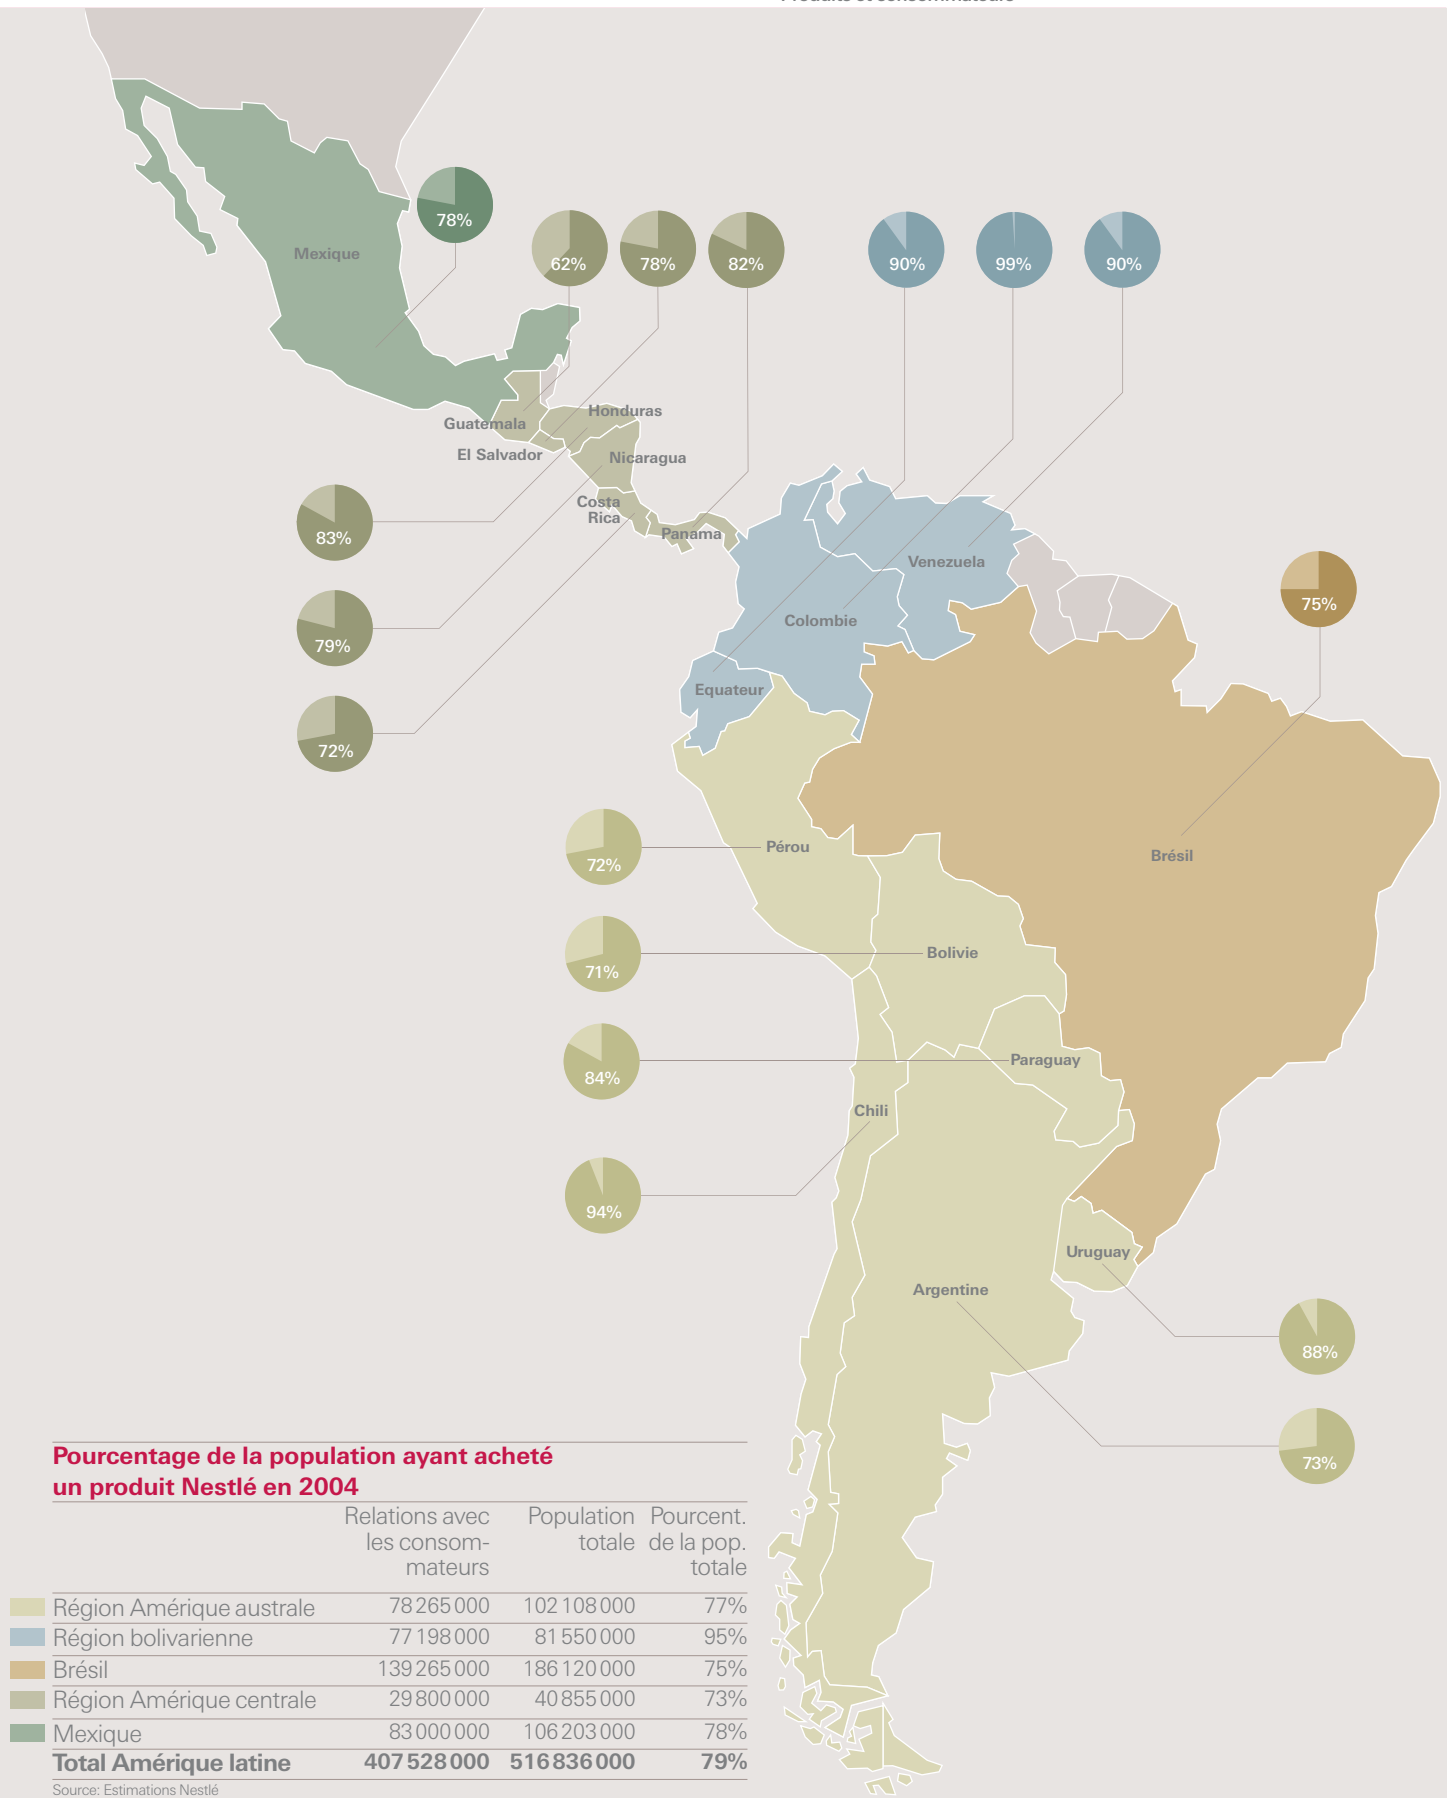 Produits et consommateurs
78%
62%
78%
82%
90%
99%
90%
Mexique
Guatemala
Honduras
El Salvador
Nicaragua
Costa
Rica
Panama
83%
79%
72%
Venezuela
Colombie
Equateur
75%
Brésil
72%
Pérou
71%
Bolivie
84%
Paraguay
Chili
94%
Uruguay
Argentine
88%
73%
Pourcentage de la population ayant acheté
un produit Nestlé en 2004
Relations avec Population Pourcent.
les consom- totale de la pop.
mateurs totale
Région Amérique australe 78 265 000 102 108 000 77%
Région bolivarienne 77 198 000 81 550 000 95%
Brésil 139 265 000 186 120 000 75%
Région Amérique centrale 29 800 000 40 855 000 73%
Mexique 83 000 000 106 203 000 78%
Total Amérique latine 407 528 000 516 836 000 79%
Source: Estimations Nestlé